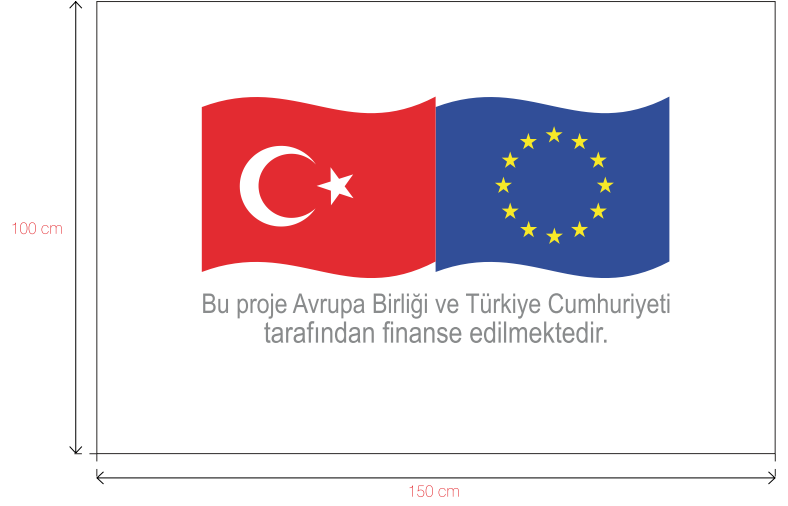 100 cm
Bu proje Avrupa Birliği ve Türkiye Cumhuriyeti
tarafından finanse edilmektedir.
150 cm